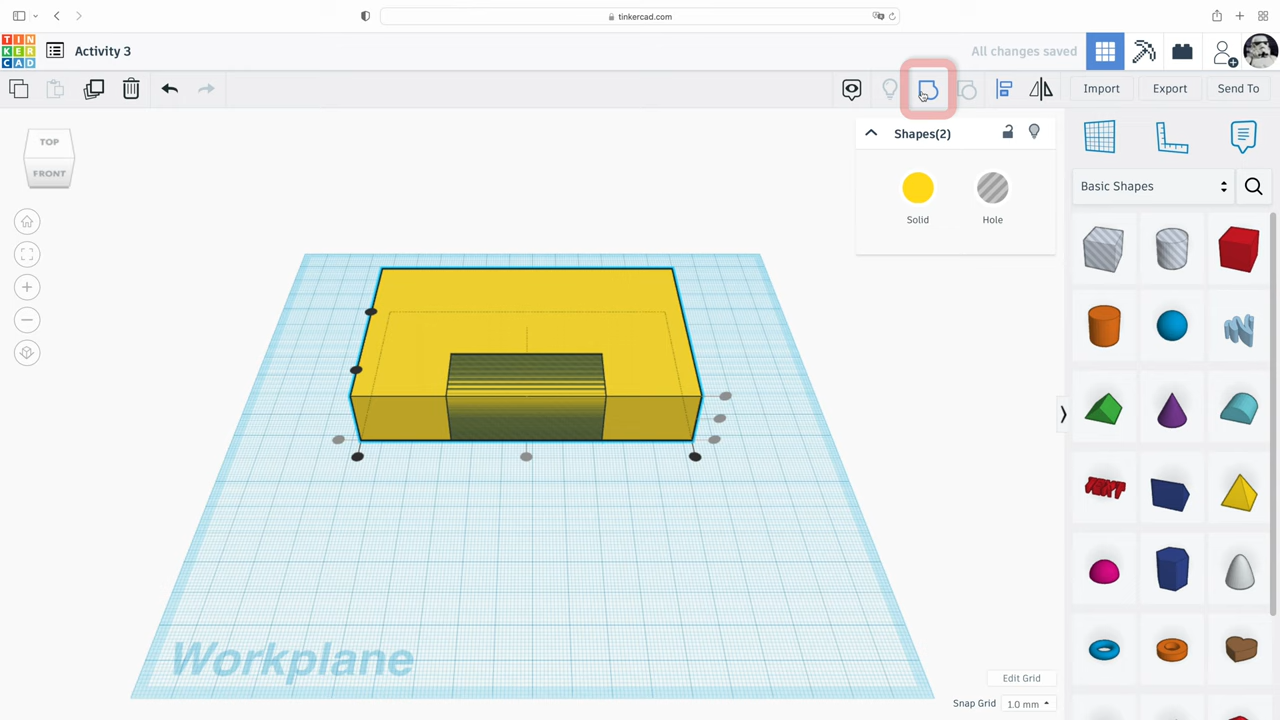 tinkercad.com
TIN
KER
CAD
Activity 3
All changes saved
Import
Export
Send To
TOP
FRONT
Shapes(2)
Solid
Hole
Basic Shapes
TEXT
Workplane
Edit Grid
Snap Grid
1.0 mm